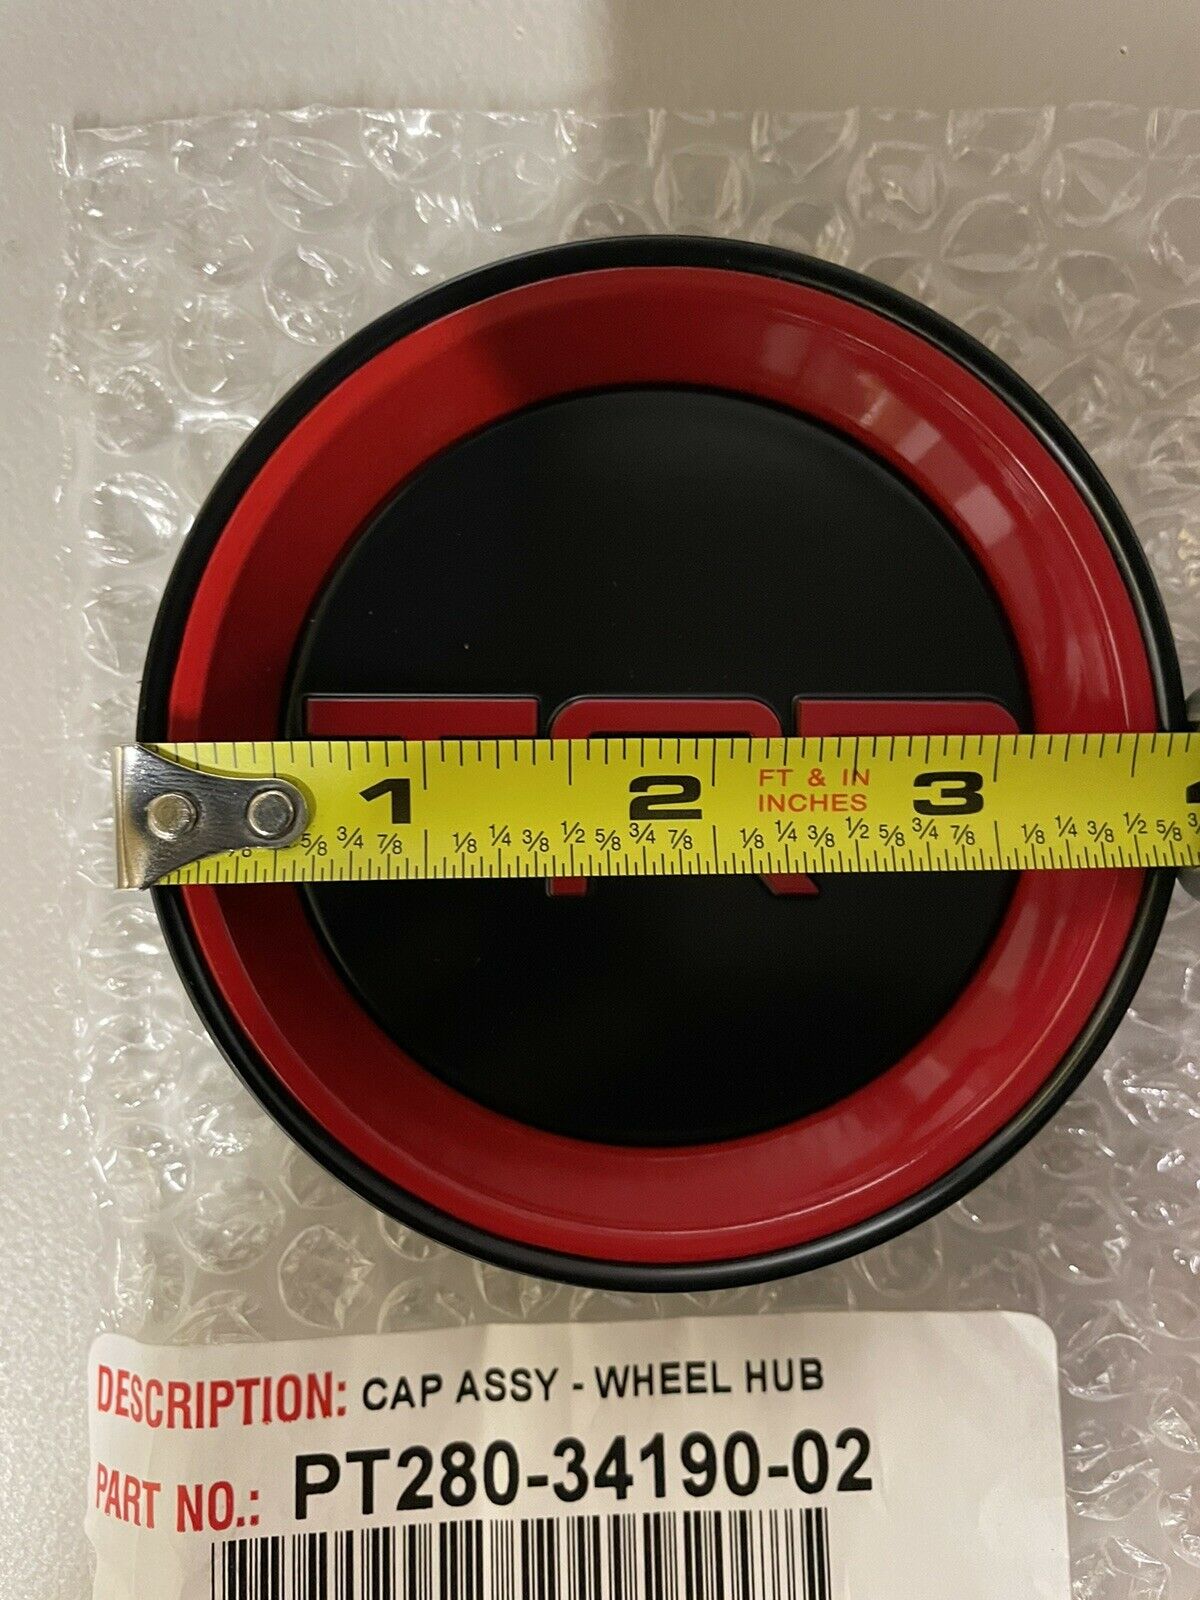 TRD
1 2 FT & IN 3
INCHES
5/8 3/4 7/8 1/8 1/4 3/8 1/2 5/8 3/4 7/8 1/8 1/4 3/8 1/2 5/8 3/4 7/8 1/8 1/4 3/8 1/2 5/8
DESCRIPTION: CAP ASSY - WHEEL HUB
PART NO.: PT280-34190-02